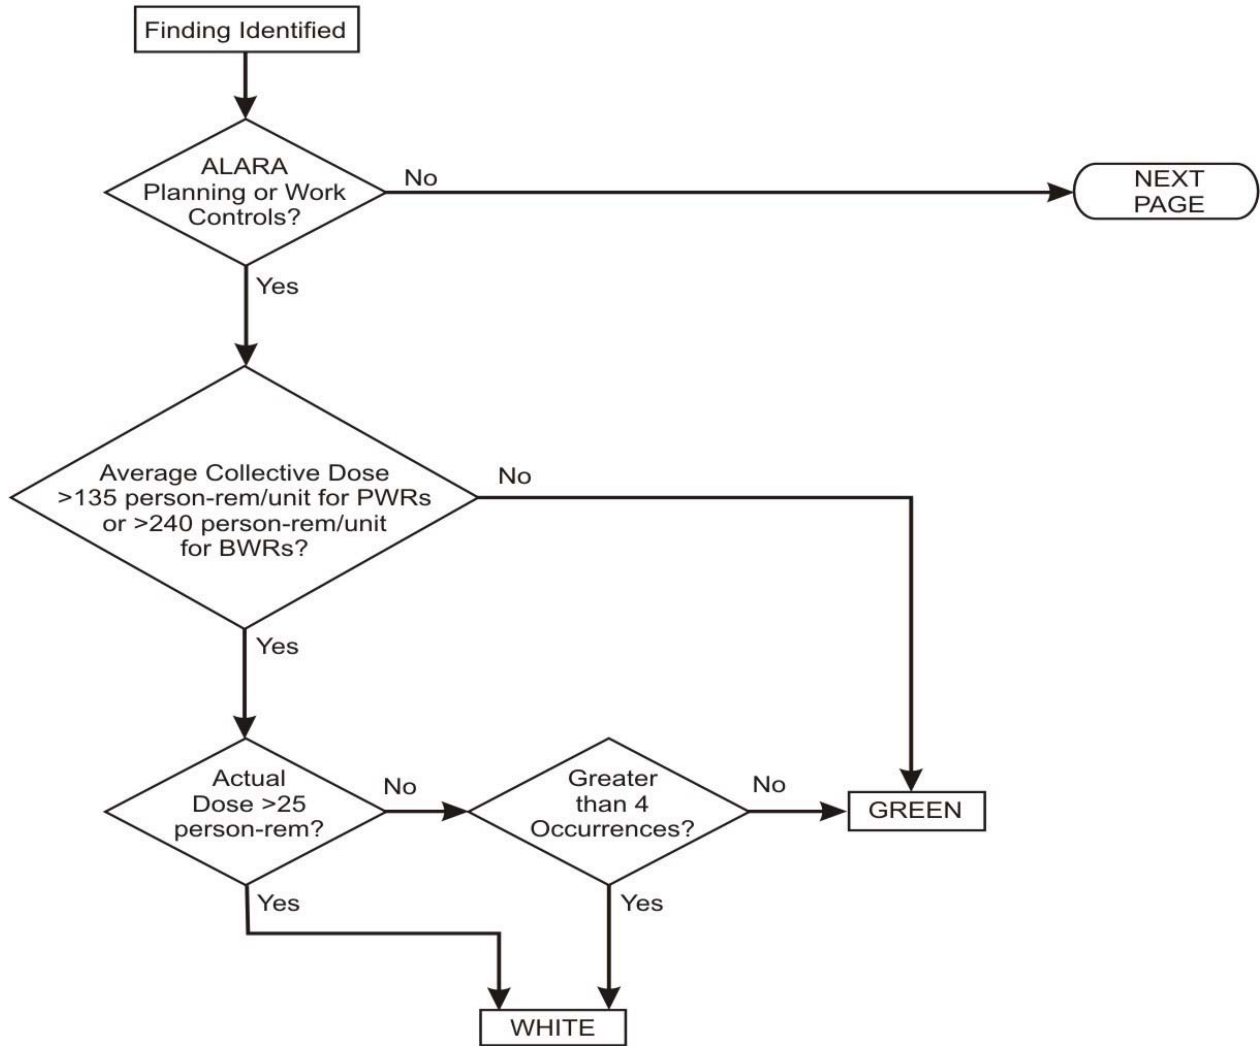 Finding Identified
ALARA
Planning or Work
Controls?
No
NEXT
PAGE
Yes
Average Collective Dose
>135 person-rem/unit for PWRs
or >240 person-rem/unit
for BWRs?
No
Yes
Actual
Dose >25
person-rem?
No
Greater
than 4
Occurrences?
No
GREEN
Yes
Yes
WHITE